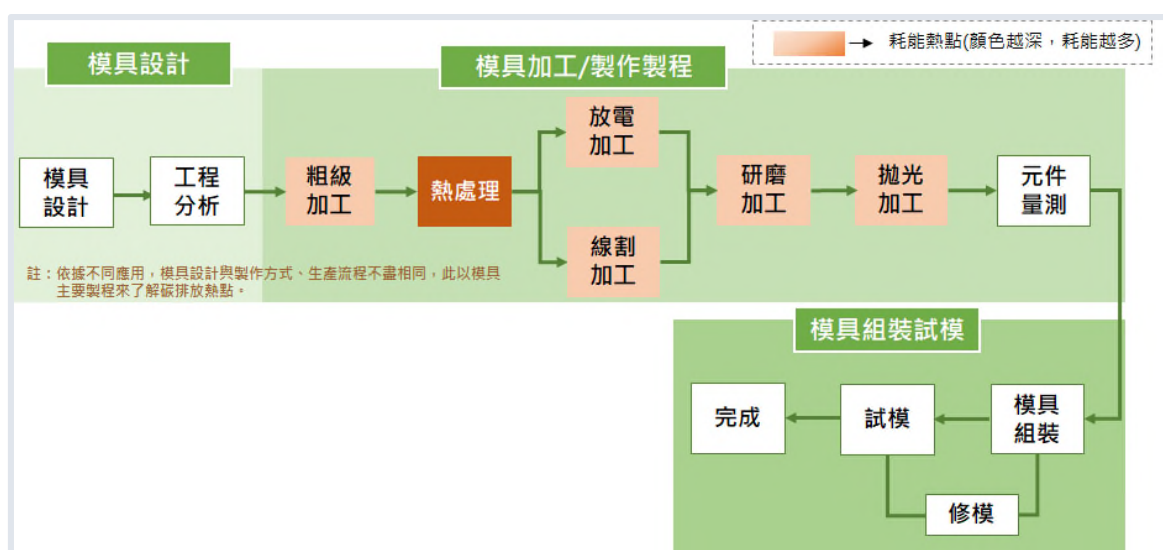 耗能熱點(顏色越深，耗能越多)
模具設計
模具加工/製作製程
模具
設計
工程
分析
粗級
加工
熱處理
放電
加工
線割
加工
研磨
加工
拋光
加工
元件
量測
註：依據不同應用，模具設計與製作方式、生產流程不盡相同，此以模具
主要製程來了解碳排放熱點。
模具組裝試模
模具
組裝
試模
完成
修模